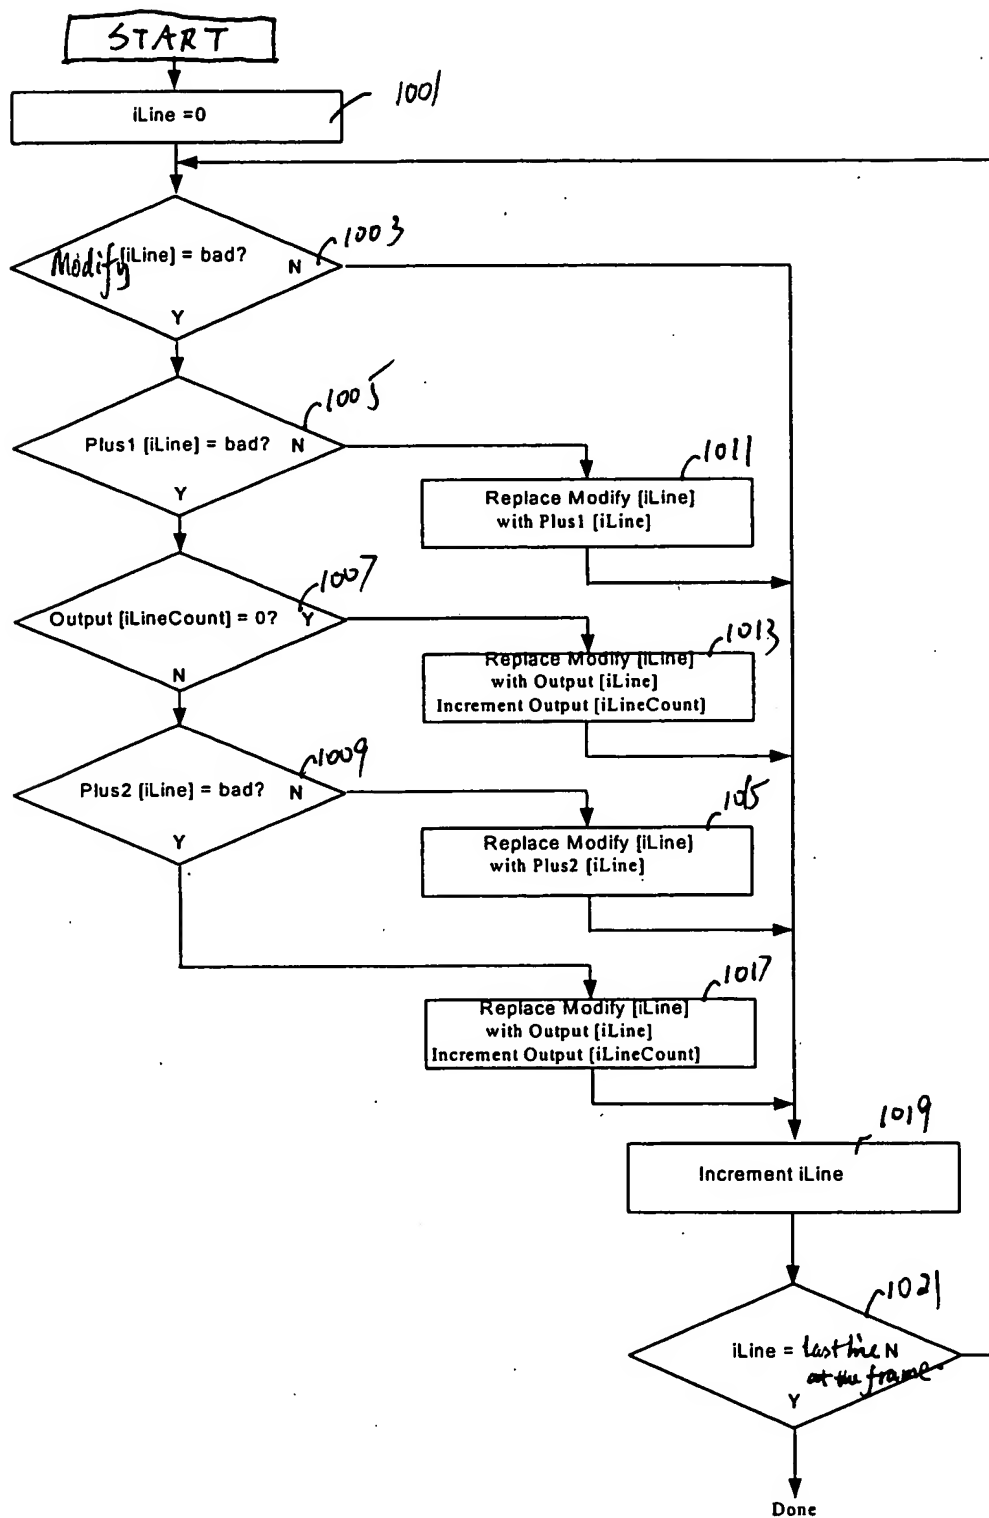 START
1001
iLine =0
1003
Modify [iLine] = bad?
N
Y
1005
Plus1 [iLine] = bad? N
Y
1011
Replace Modify [iLine]
with Plus1 [iLine]
1007
Output [iLineCount] = 0? Y
N
1013
Replace Modify [iLine]
with Output [iLine]
Increment Output [iLineCount]
1009
Plus2 [iLine] = bad? N
Y
1015
Replace Modify [iLine]
with Plus2 [iLine]
1017
Replace Modify [iLine]
with Output [iLine]
Increment Output [iLineCount]
1019
Increment iLine
1021
iLine = last line N
at the frame
Y
Done